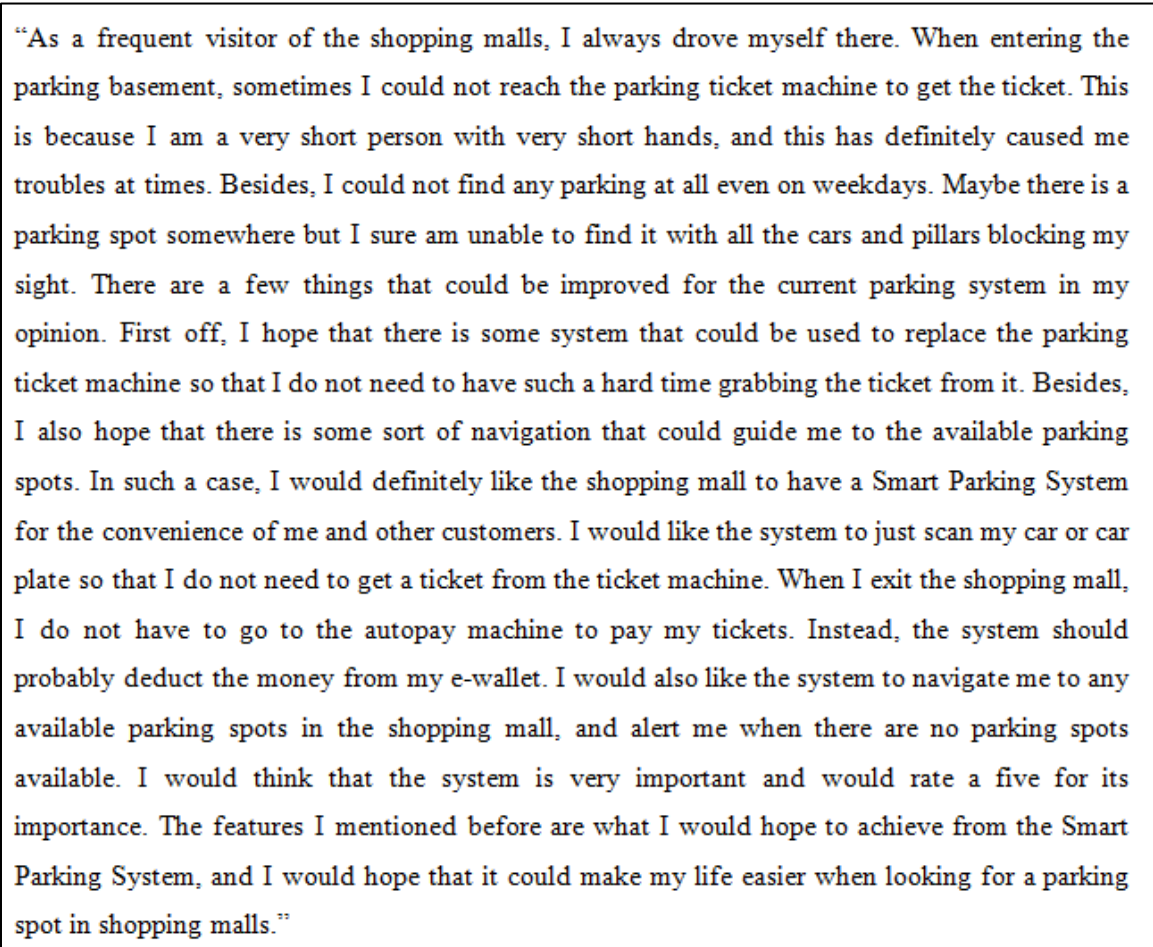 “As a frequent visitor of the shopping malls, I always drove myself there. When entering the
parking basement, sometimes I could not reach the parking ticket machine to get the ticket. This
is because I am a very short person with very short hands, and this has definitely caused me
troubles at times. Besides, I could not find any parking at all even on weekdays. Maybe there is a
parking spot somewhere but I sure am unable to find it with all the cars and pillars blocking my
sight. There are a few things that could be improved for the current parking system in my
opinion. First off, I hope that there is some system that could be used to replace the parking
ticket machine so that I do not need to have such a hard time grabbing the ticket from it. Besides,
I also hope that there is some sort of navigation that could guide me to the available parking
spots. In such a case, I would definitely like the shopping mall to have a Smart Parking System
for the convenience of me and other customers. I would like the system to just scan my car or car
plate so that I do not need to get a ticket from the ticket machine. When I exit the shopping mall,
I do not have to go to the autopay machine to pay my tickets. Instead, the system should
probably deduct the money from my e-wallet. I would also like the system to navigate me to any
available parking spots in the shopping mall, and alert me when there are no parking spots
available. I would think that the system is very important and would rate a five for its
importance. The features I mentioned before are what I would hope to achieve from the Smart
Parking System, and I would hope that it could make my life easier when looking for a parking
spot in shopping malls.”